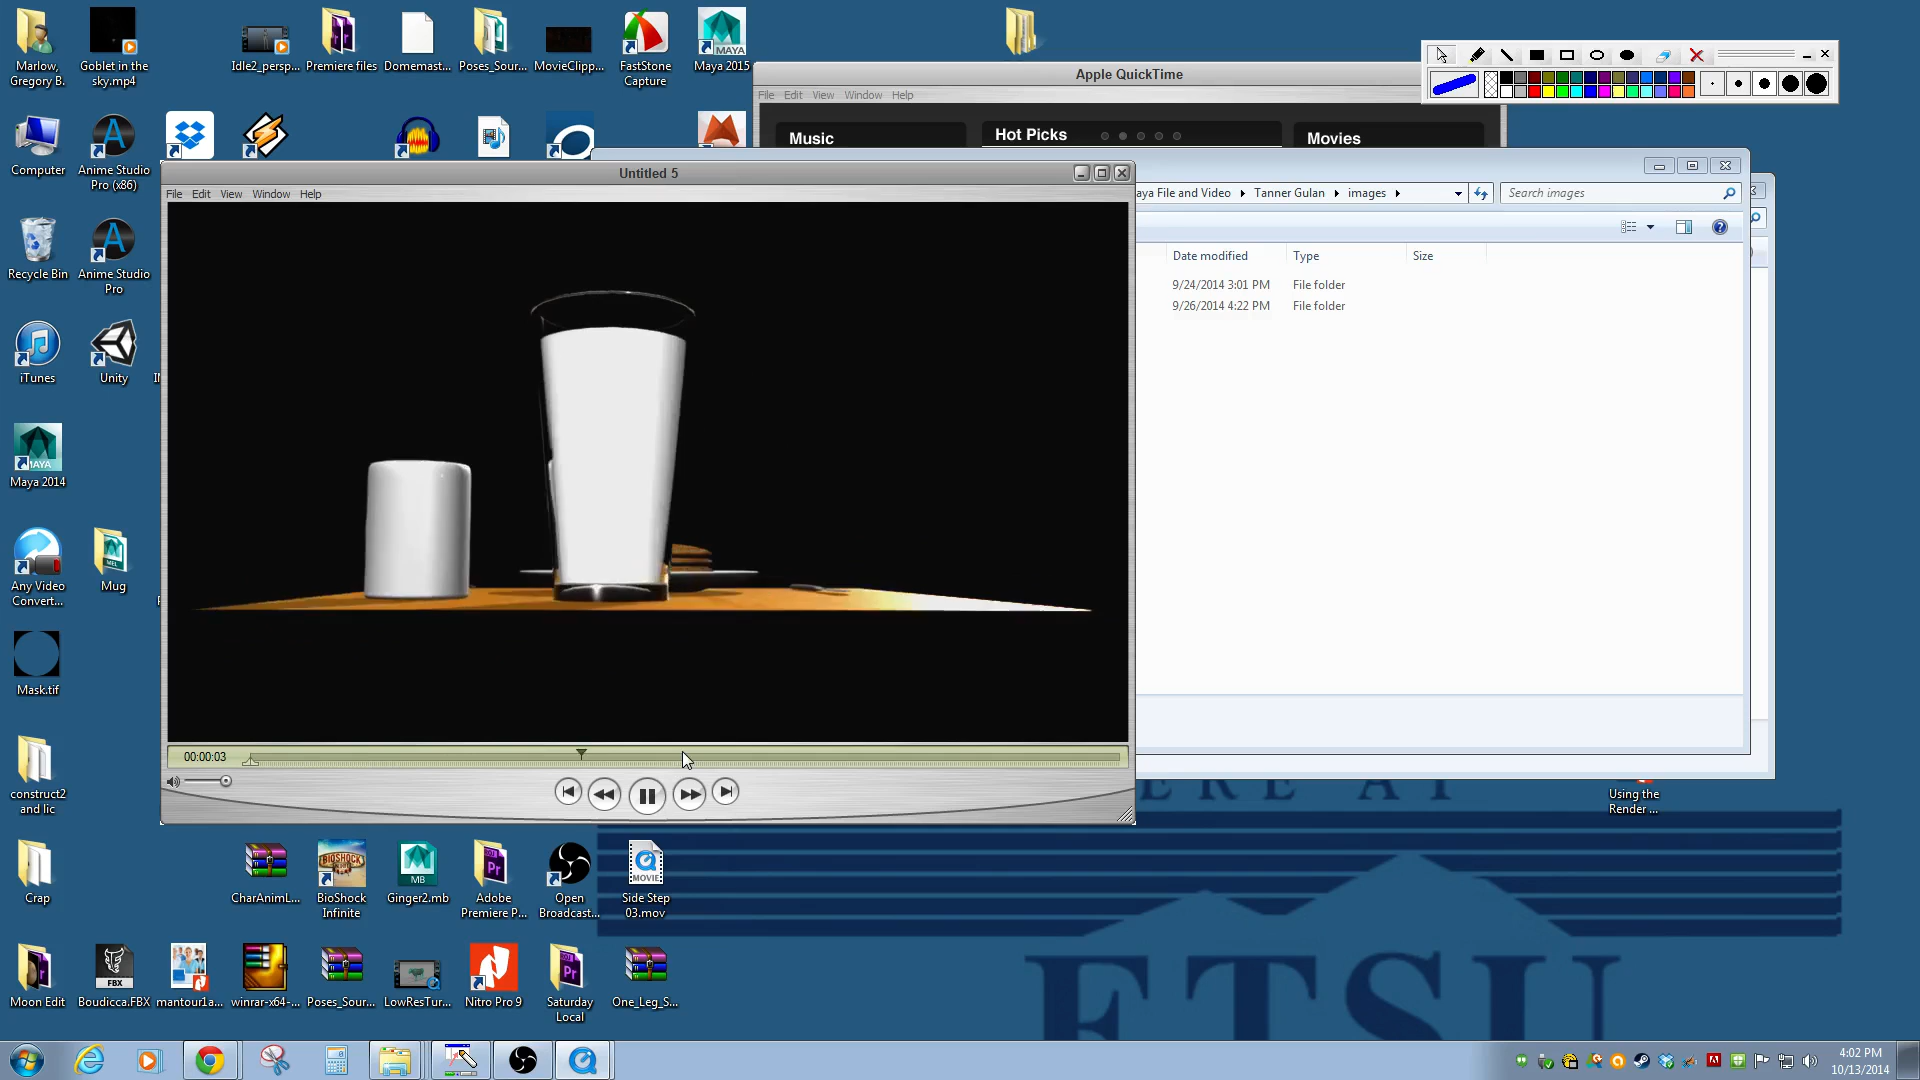 Marlow,
Gregory B.
Goblet in the
sky.mp4
Idle2_persp...
Premiere files
Domemast...
Poses_Sour...
MovieClipp...
FastStone
Capture
MAYA
Maya 2015
Apple QuickTime
File Edit View Window Help
Music
Hot Picks
Movies
Computer
Anime Studio
Pro (x86)
Untitled 5
File Edit View Window Help
aya File and Video
Tanner Gulan
images
Search images
Date modified
Type
Size
9/24/2014 3:01 PM
File folder
9/26/2014 4:22 PM
File folder
Recycle Bin
Anime Studio
Pro
iTunes
Unity
Maya 2014
Any Video
Convert...
Mug
Mask.tif
00:00:03
construct2
and lic
Using the
Render ...
Crap
CharAnimL...
BioShock
Infinite
MB
Ginger2.mb
Pr
Adobe
Premiere P...
Open
Broadcast...
MOVIE
Side Step
03.mov
Moon Edit
FBX
Boudicca.FBX
mantour1a...
winrar-x64-...
Poses_Sour...
LowResTur...
Nitro Pro 9
Pr
Saturday
Local
One_Leg_S...
ETSU
4:02 PM
10/13/2014